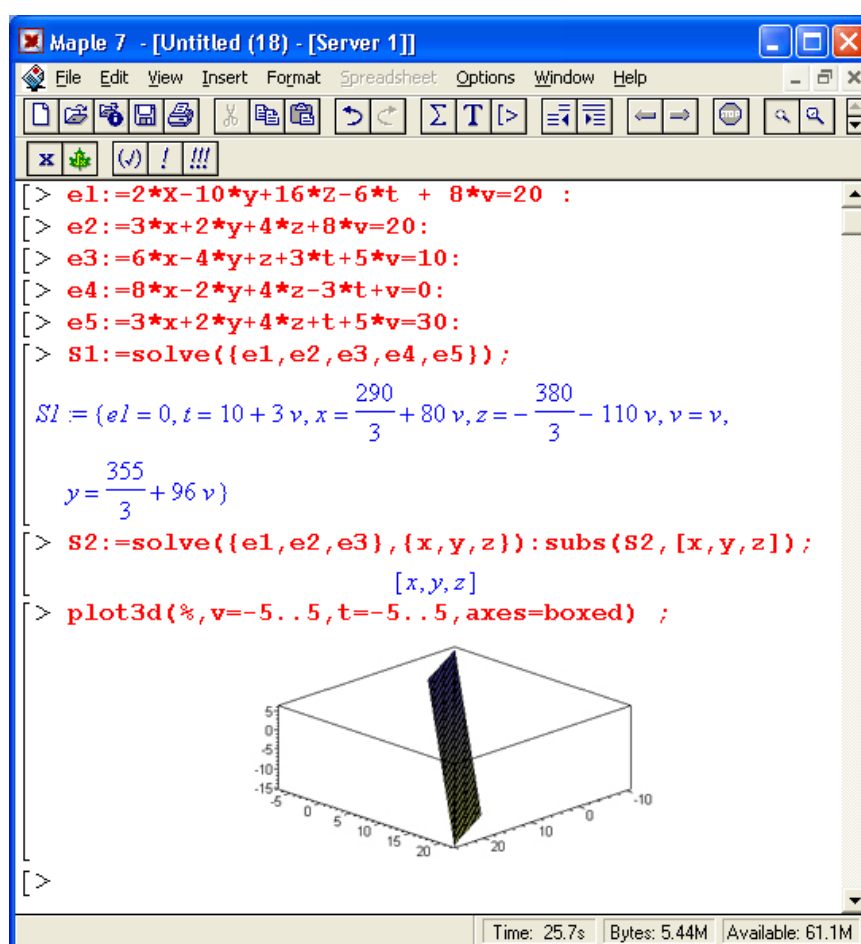 Maple 7 - [Untitled (18) - [Server 1]]
File Edit View Insert Format Spreadsheet Options Window Help
Σ T [>
STOP
x (√) ! !!!
[> el:=2*X-10*y+16*Z-6*t + 8*v=20 :
[> e2:=3*x+2*y+4*z+8*v=20:
[> e3:=6*x-4*y+z+3*t+5*v=10:
[> e4:=8*x-2*y+4*z-3*t+v=0:
[> e5:=3*x+2*y+4*z+t+5*v=30:
> S1:=solve({e1,e2,e3,e4,e5});
S1 := {e1 = 0, t = 10 + 3 v, x = 290/3 + 80 v, z = - 380/3 - 110 v, v = v,
y = 355/3 + 96 v}
> S2:=solve({e1,e2,e3},{x,y,z}):subs(S2,[x,y,z]);
[x, y, z]
> plot3d(%,v=-5..5,t=-5..5,axes=boxed) ;
5
0
-5
-10
-15
-5 0 5 10 15 20
20 10 0 -10
[>
Time: 25.7s Bytes: 5.44M Available: 61.1M